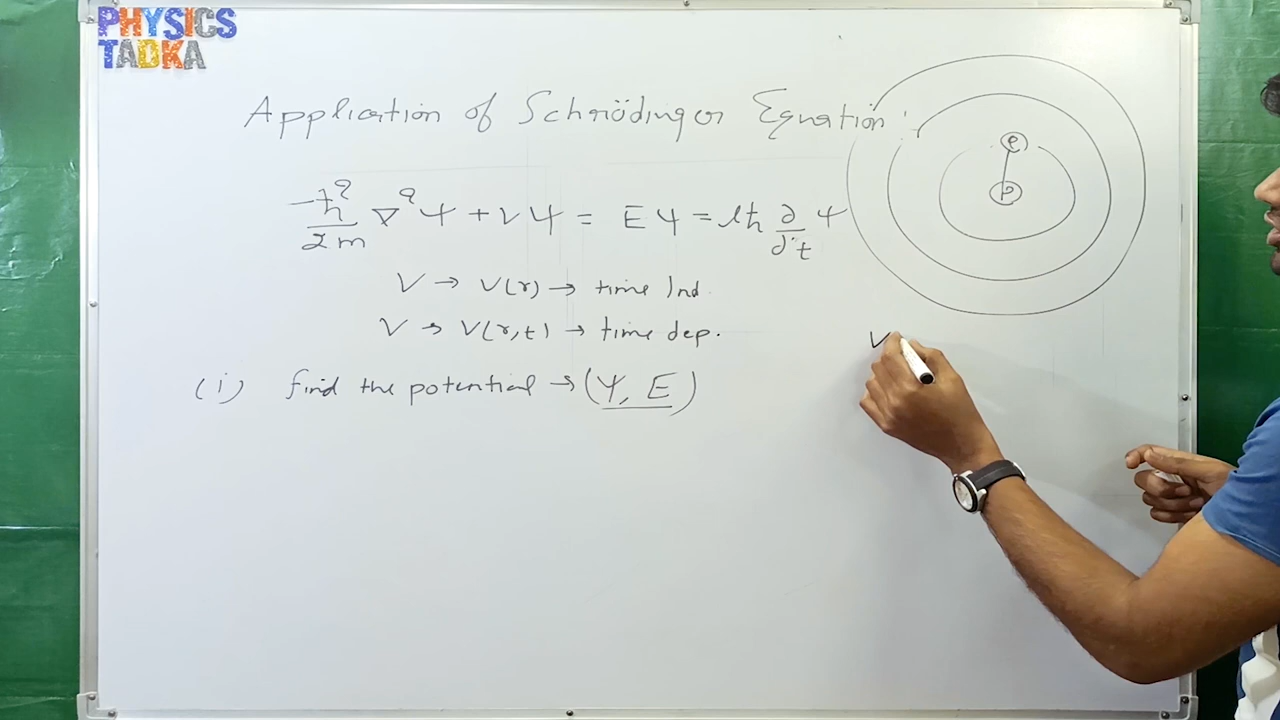 PHYSICS
TADKA
Application of Schrödinger Equation :
-ħ²/2m ∇²Ψ + VΨ = EΨ = iħ ∂/∂t Ψ
V → V(r) → time Ind.
V → V(r,t) → time dep.
(i) find the potential → (Ψ, E)
e
p
V